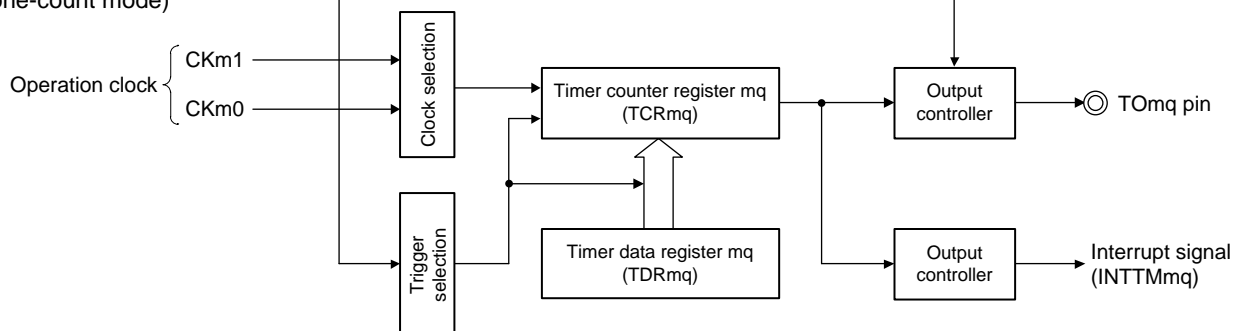 one-count mode)
Operation clock
CKm1
CKm0
Clock selection
Timer counter register mq
(TCRmq)
Output
controller
TOmq pin
Trigger
selection
Timer data register mq
(TDRmq)
Output
controller
Interrupt signal
(INTTMmq)